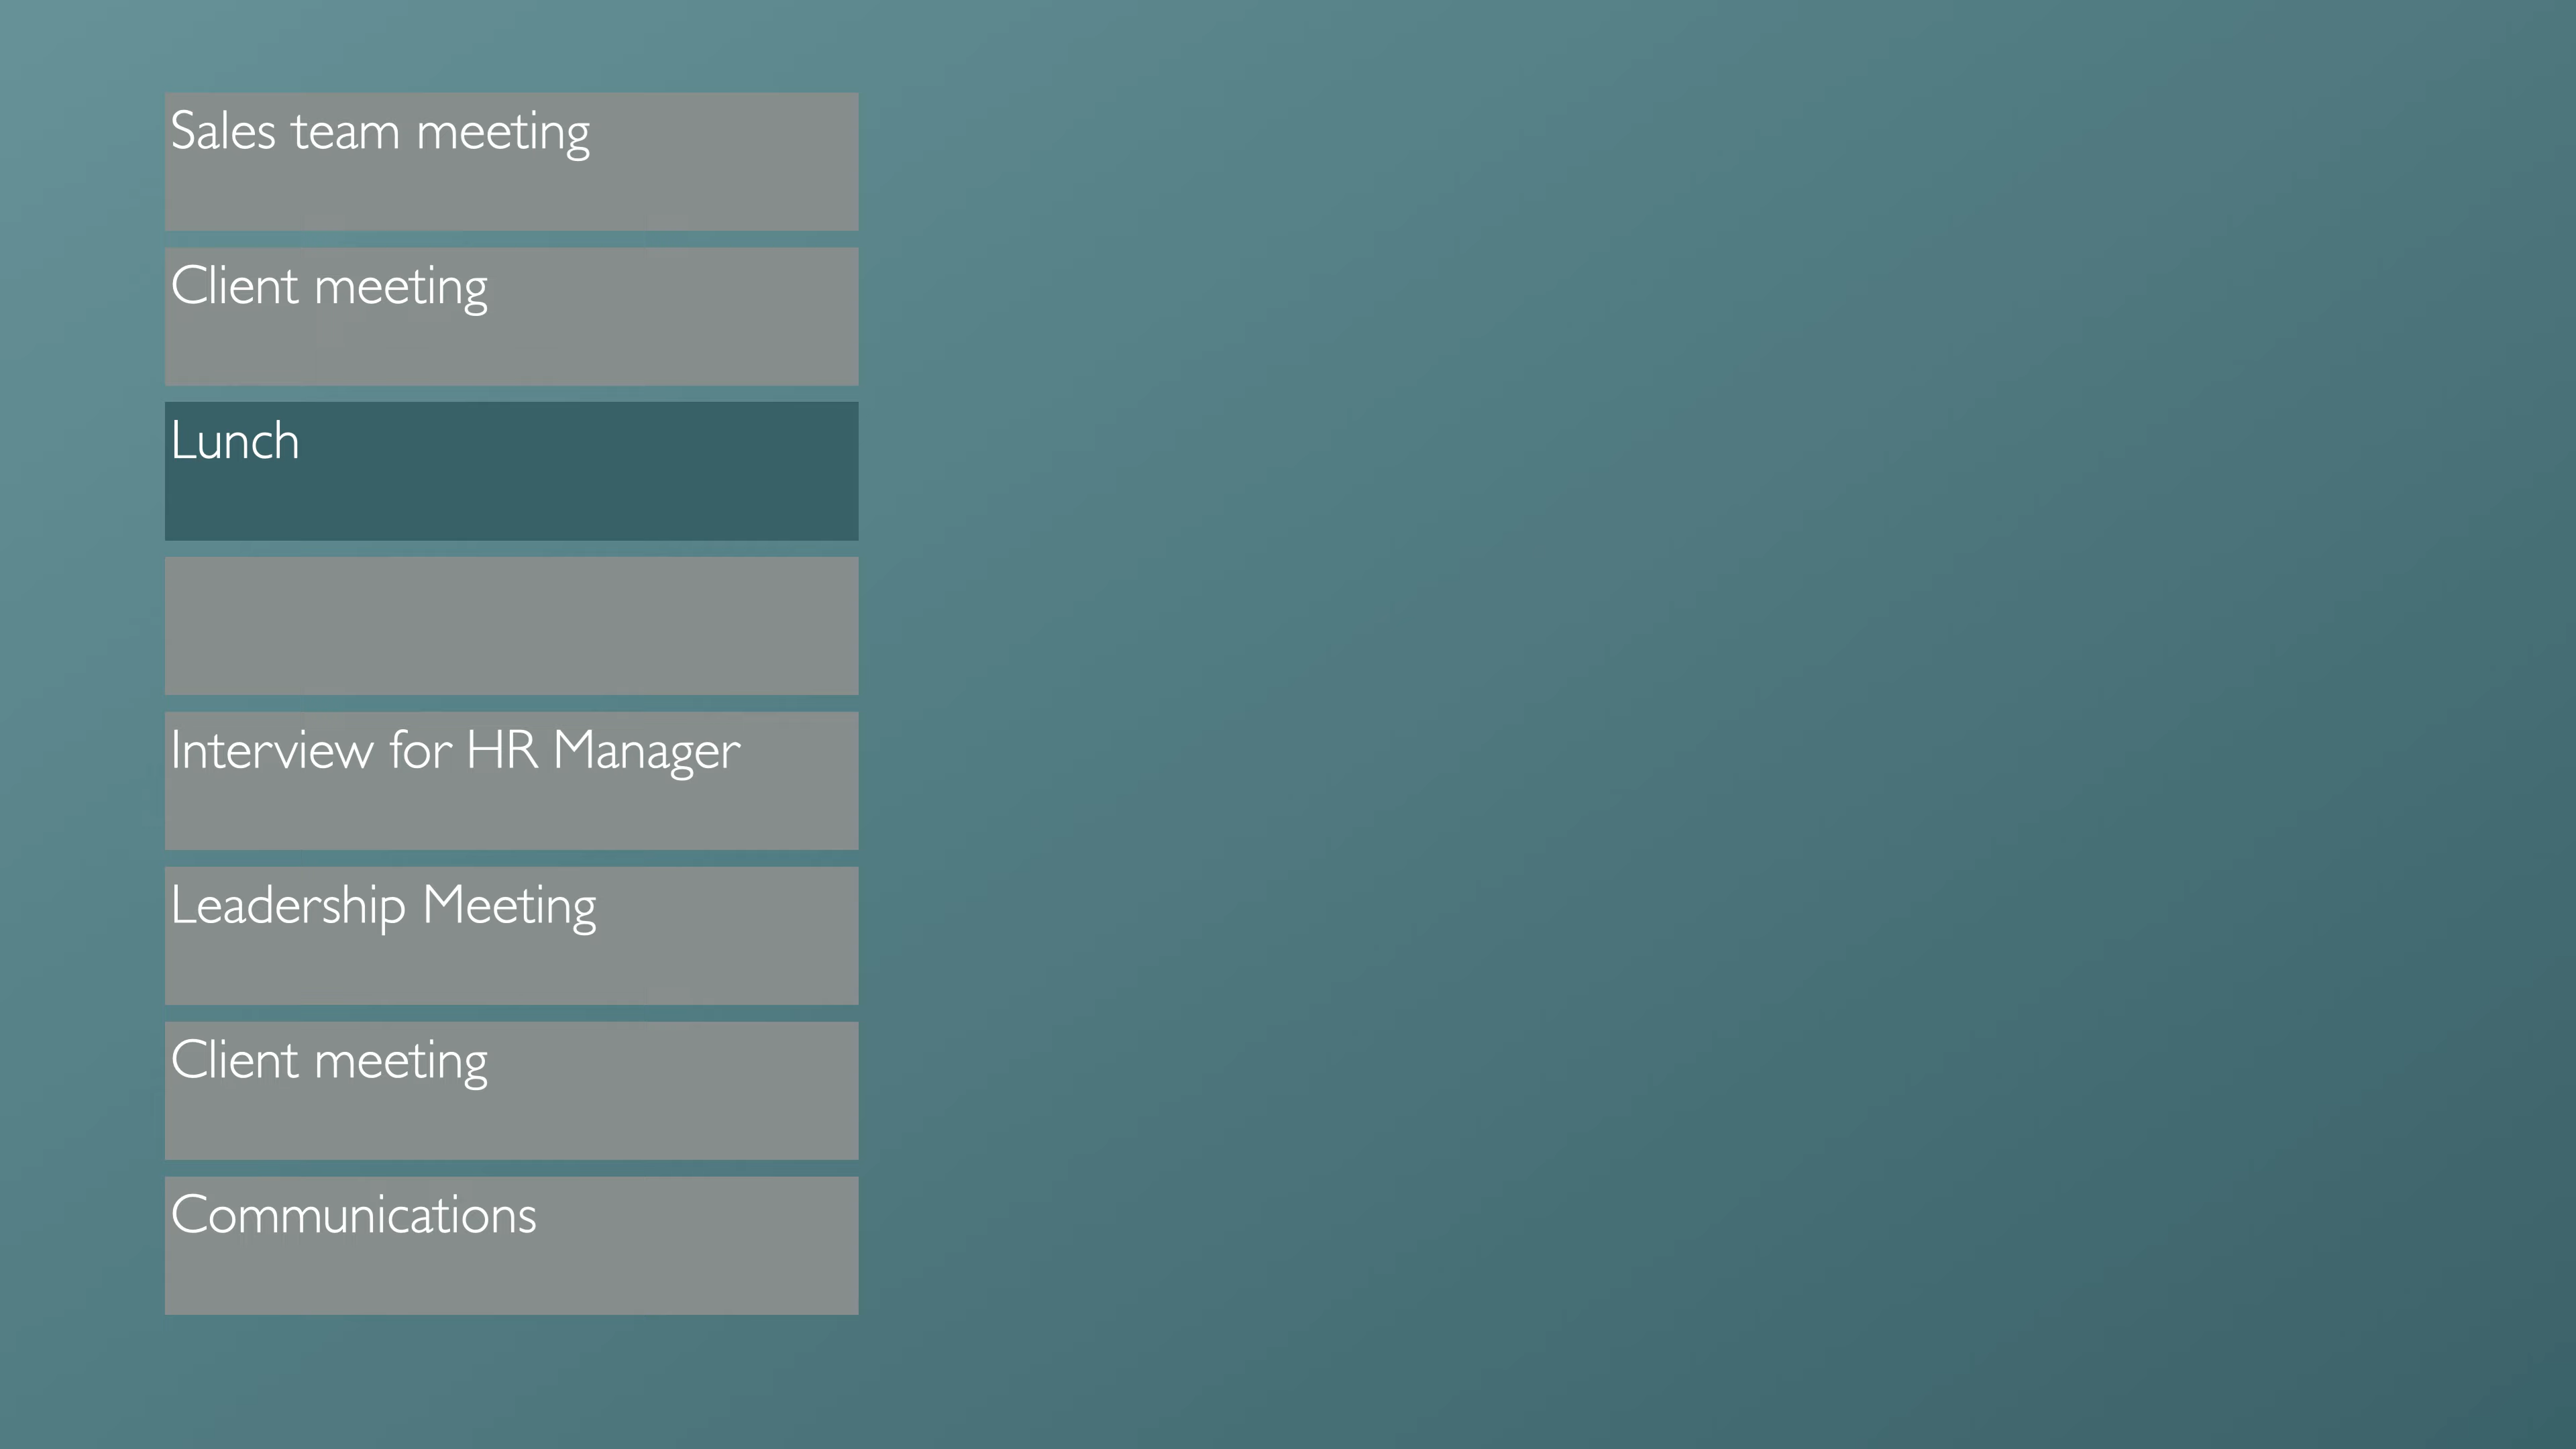 Sales team meeting
Client meeting
Lunch
Interview for HR Manager
Leadership Meeting
Client meeting
Communications